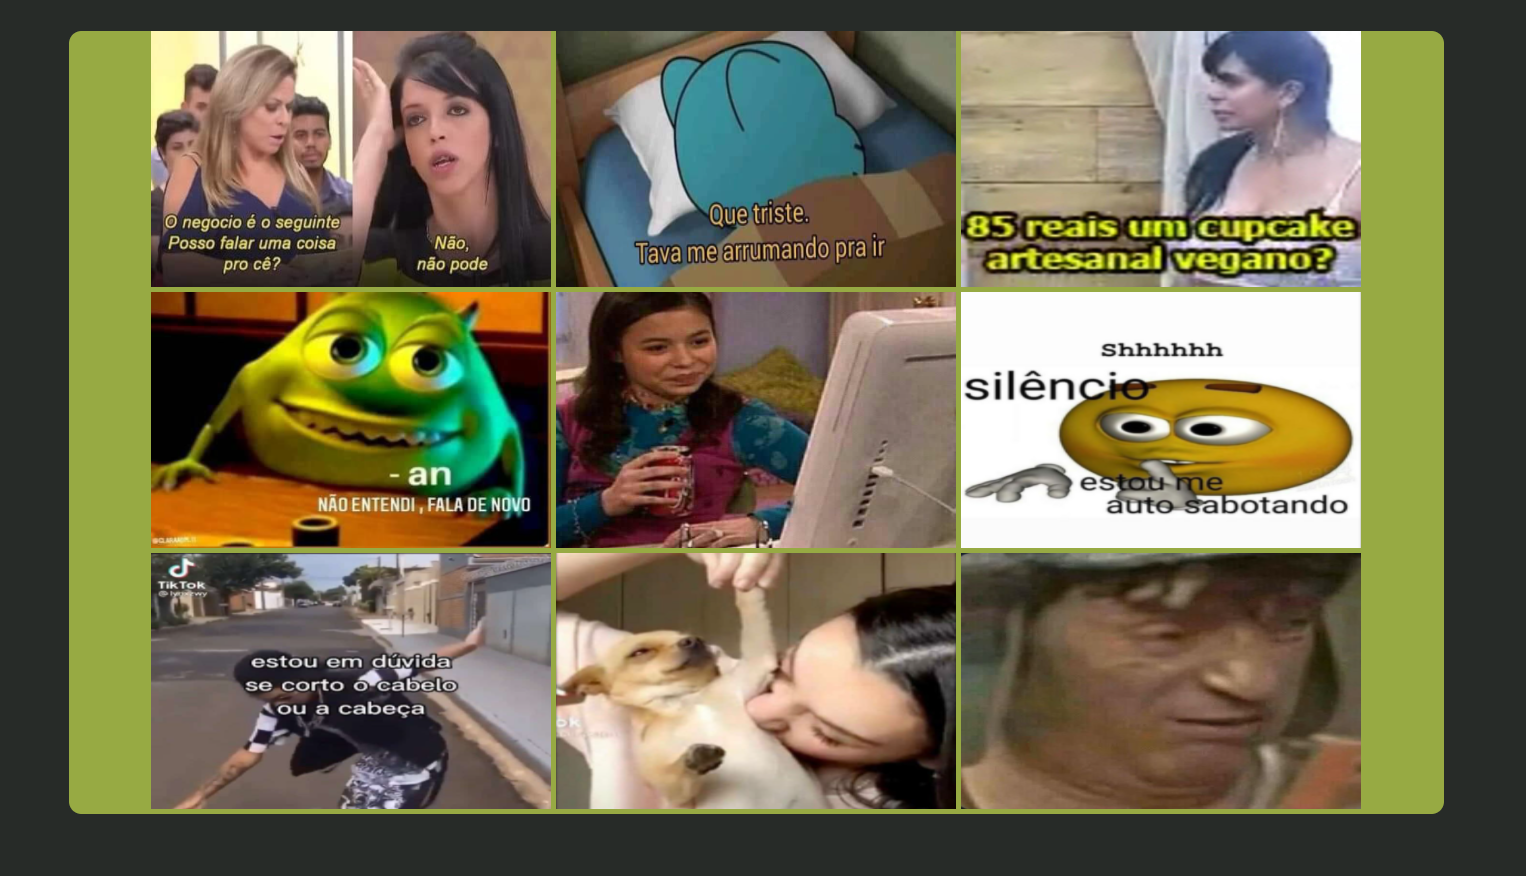 O negocio é o seguinte
Posso falar uma coisa
pro cê?
Não,
não pode
Que triste.
Tava me arrumando pra ir
85 reais um cupcake
artesanal vegano?
- an
NÃO ENTENDI , FALA DE NOVO
Shhhhhh
silêncio
estou me
auto sabotando
TikTok
estou em dúvida
se corto o cabelo
ou a cabeça
ok